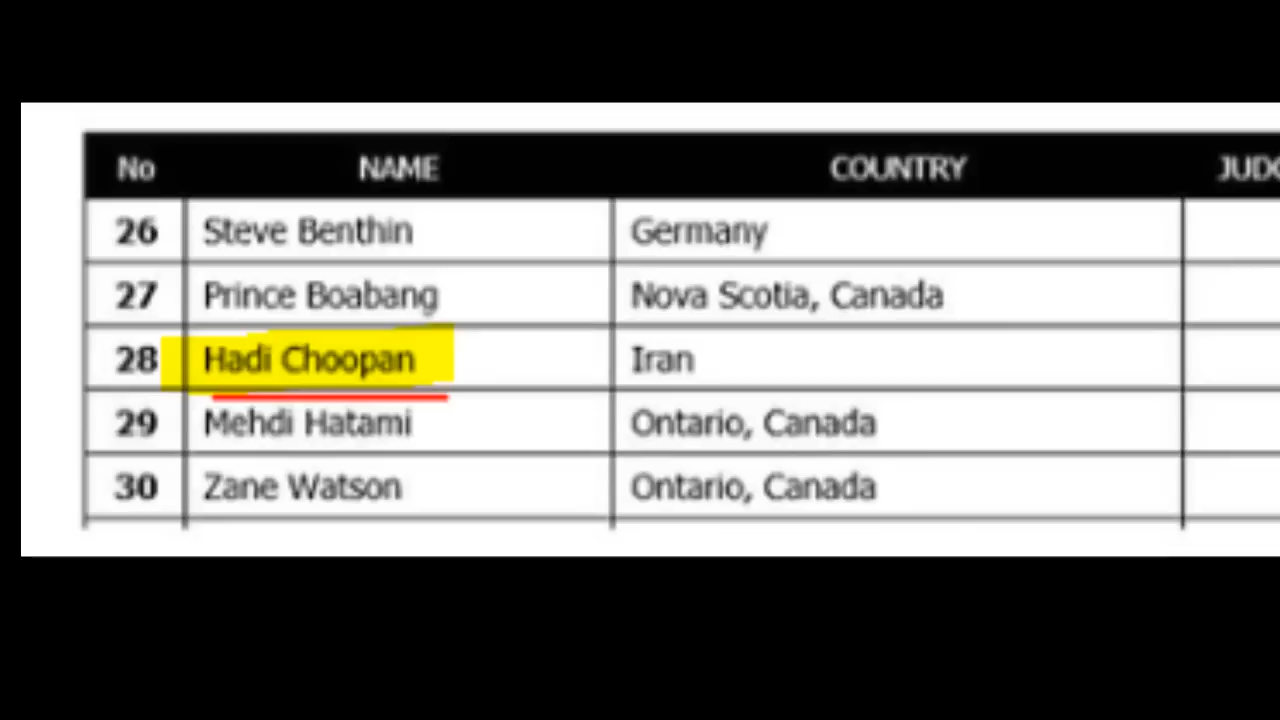 No NAME COUNTRY
26 Steve Benthin Germany
27 Prince Boabang Nova Scotia, Canada
28 Hadi Choopan Iran
29 Mehdi Hatami Ontario, Canada
30 Zane Watson Ontario, Canada